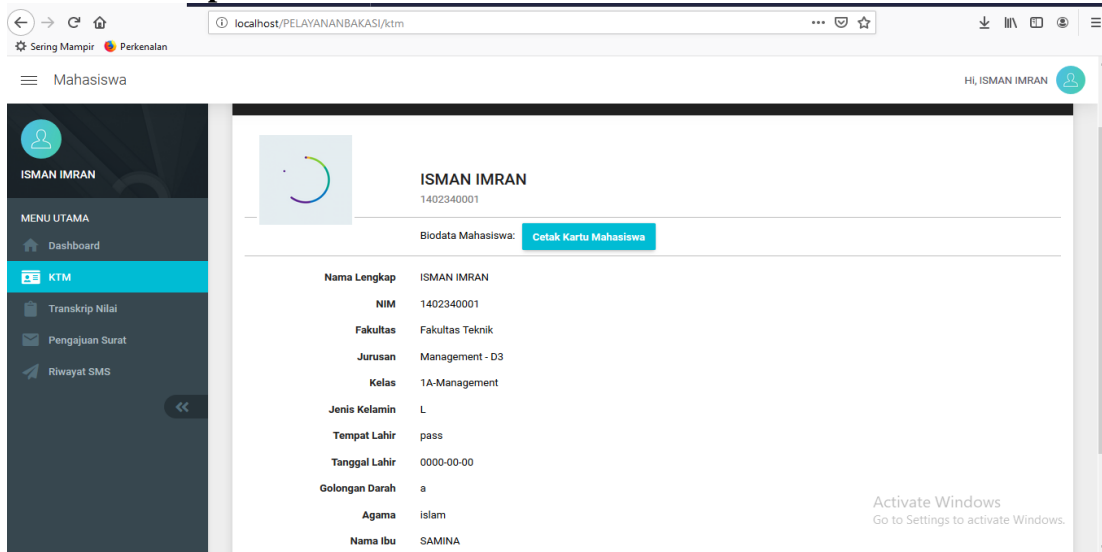 localhost/PELAYANANBAKASI/ktm
Sering Mampir Perkenalan
Mahasiswa
Hi, ISMAN IMRAN
ISMAN IMRAN
MENU UTAMA
Dashboard
KTM
Transkrip Nilai
Pengajuan Surat
Riwayat SMS
ISMAN IMRAN
1402340001
Biodata Mahasiswa: Cetak Kartu Mahasiswa
Nama Lengkap ISMAN IMRAN
NIM 1402340001
Fakultas Fakultas Teknik
Jurusan Management - D3
Kelas 1A-Management
Jenis Kelamin L
Tempat Lahir pass
Tanggal Lahir 0000-00-00
Golongan Darah a
Agama islam
Nama Ibu SAMINA
Activate Windows
Go to Settings to activate Windows.